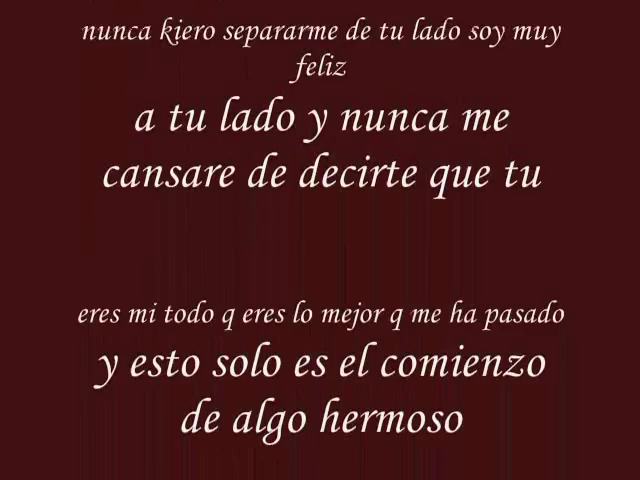 nunca kiero separarme de tu lado soy muy
feliz
a tu lado y nunca me
cansare de decirte que tu
eres mi todo q eres lo mejor q me ha pasado
y esto solo es el comienzo
de algo hermoso